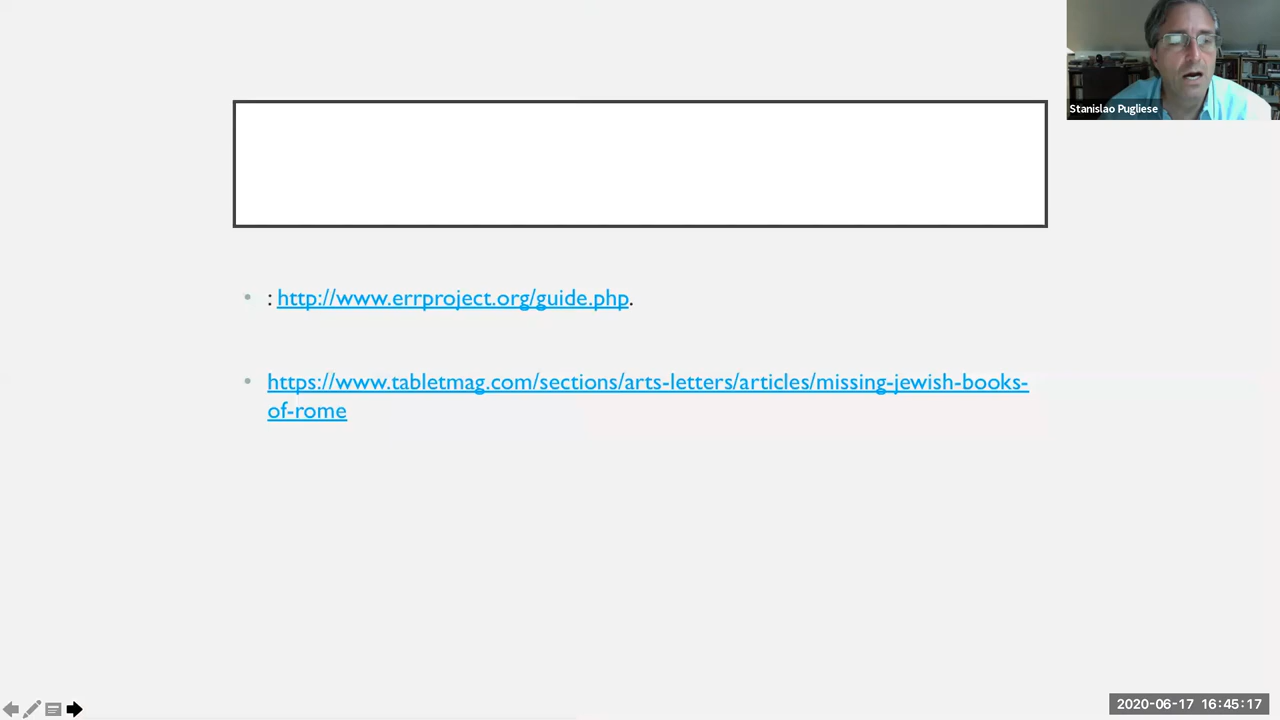 Stanislao Pugliese
• : http://www.errproject.org/guide.php.
• https://www.tabletmag.com/sections/arts-letters/articles/missing-jewish-books-
of-rome
2020-06-17 16:45:17